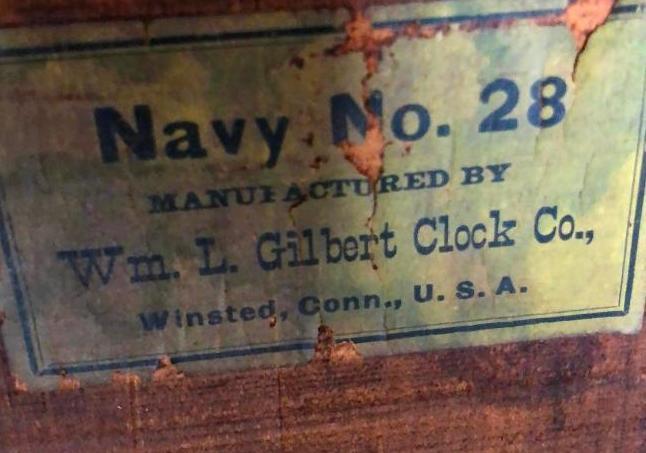 Navy No. 28
MANUFACTURED BY
Wm. L. Gilbert Clock Co.,
Winsted, Conn., U. S. A.